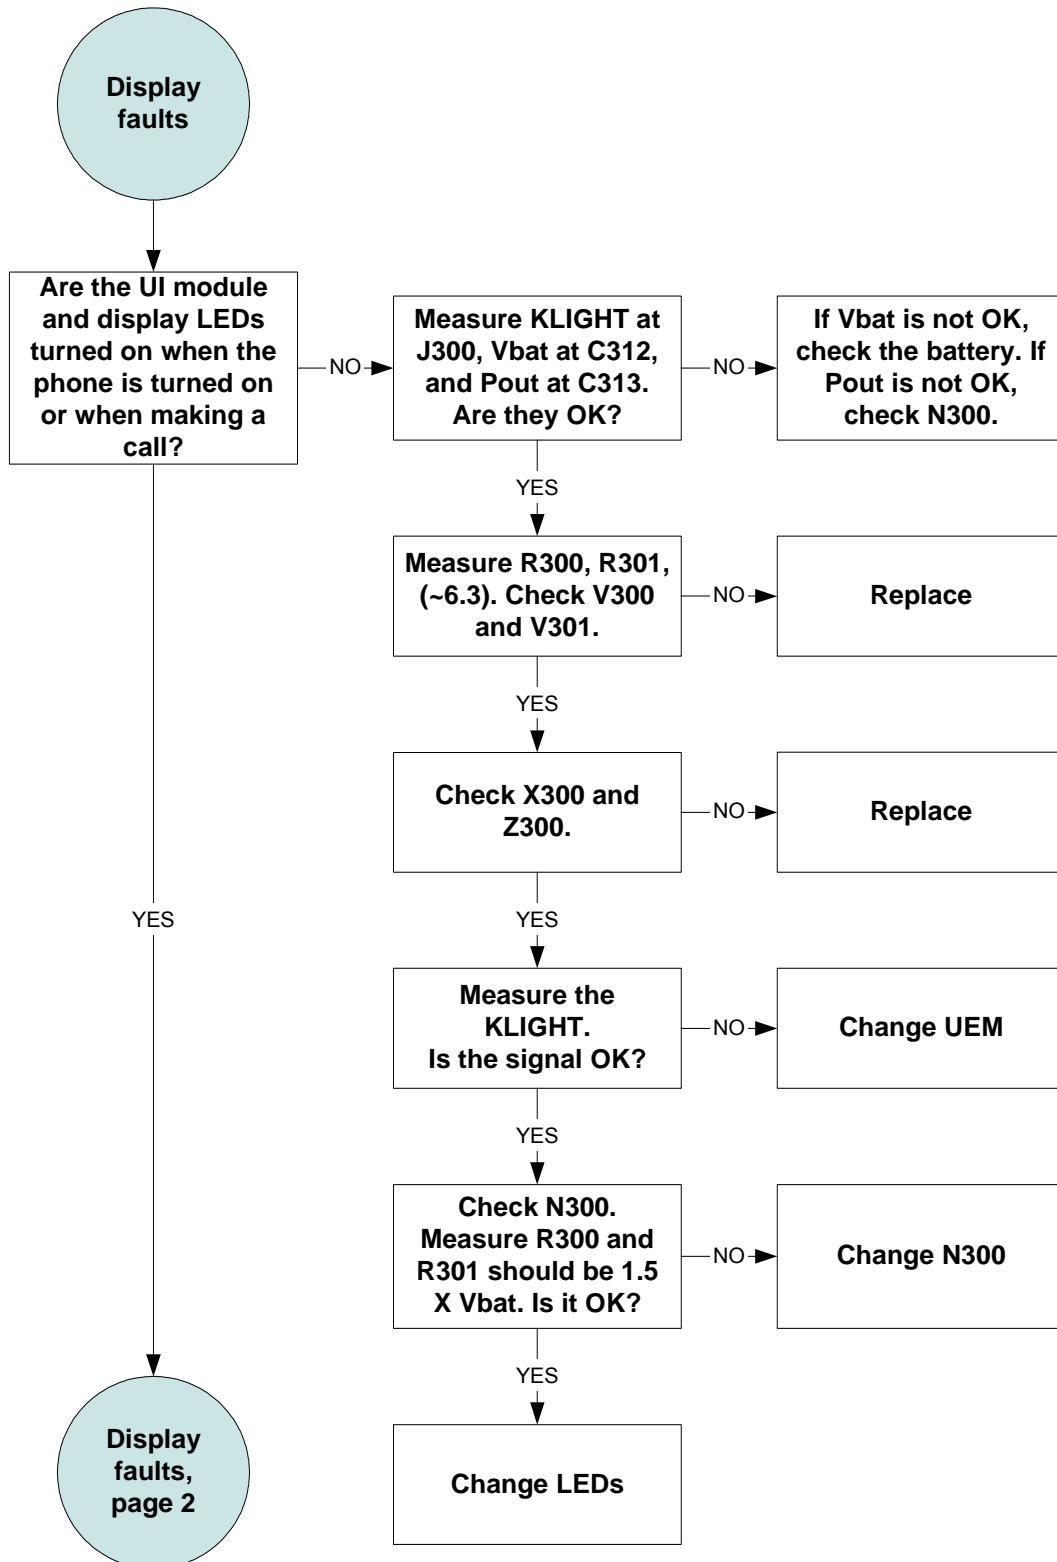 Display
faults
Are the UI module
and display LEDs
turned on when the
phone is turned on
or when making a
call?
NO
Measure KLIGHT at
J300, Vbat at C312,
and Pout at C313.
Are they OK?
NO
If Vbat is not OK,
check the battery. If
Pout is not OK,
check N300.
YES
Measure R300, R301,
(~6.3). Check V300
and V301.
NO
Replace
YES
Check X300 and
Z300.
NO
Replace
YES
YES
Measure the
KLIGHT.
Is the signal OK?
NO
Change UEM
YES
Check N300.
Measure R300 and
R301 should be 1.5
X Vbat. Is it OK?
NO
Change N300
YES
Change LEDs
Display
faults,
page 2